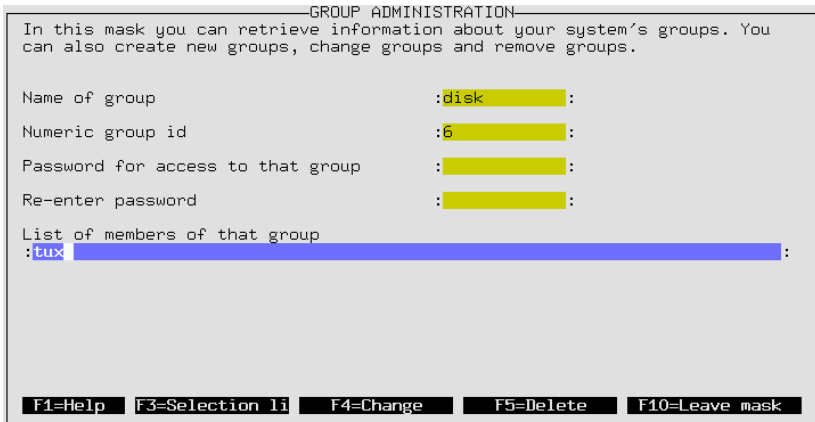 GROUP ADMINISTRATION
In this mask you can retrieve information about your system's groups. You
can also create new groups, change groups and remove groups.
Name of group :disk :
Numeric group id :6 :
Password for access to that group : :
Re-enter password : :
List of members of that group
:tux :
F1=Help F3=Selection li F4=Change F5=Delete F10=Leave mask